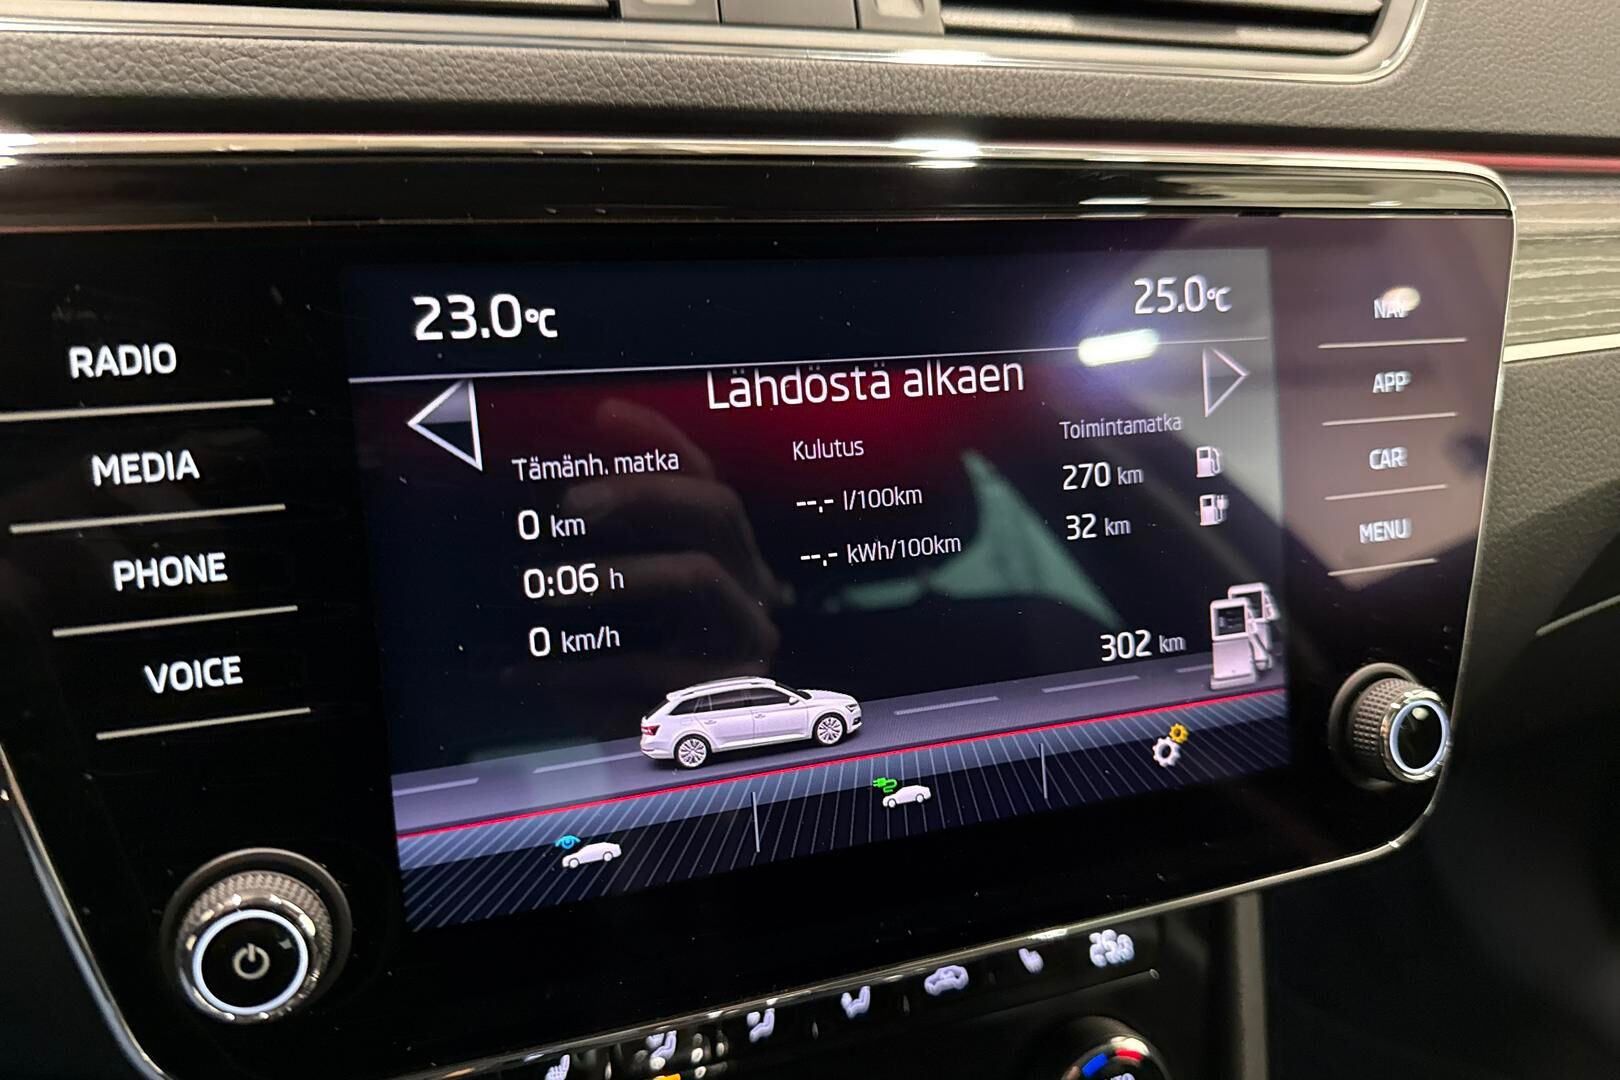 23.0°C
25.0°C
Lähdöstä alkaen
Tämänh. matka
0 km
0:06 h
0 km/h
Kulutus
--,- l/100km
--,- kWh/100km
Toimintamatka
270 km
32 km
302 km
RADIO
MEDIA
PHONE
VOICE
NAV
APP
CAR
MENU